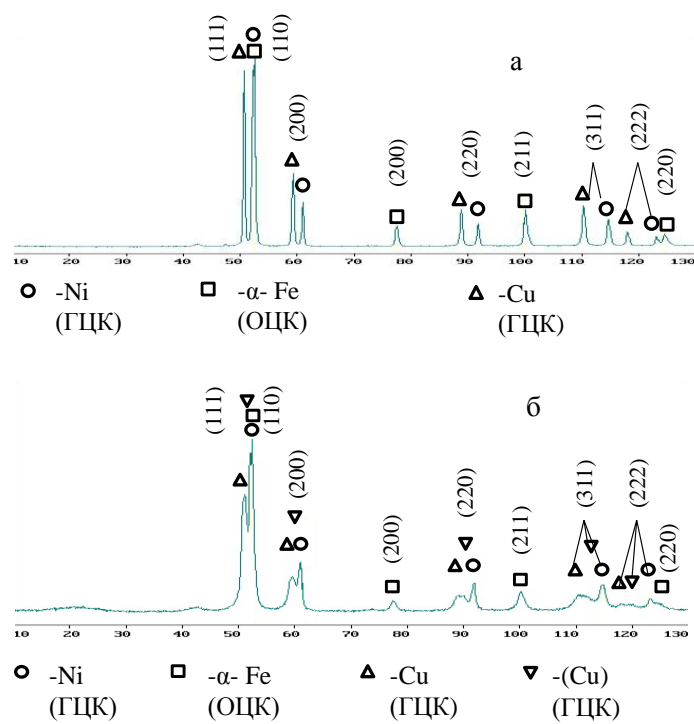 (111) (110)
а
(200) (200) (220) (211) (311) (222) (220)
10 20 30 40 50 60 70 80 90 100 110 120 130
-Ni -α- Fe -Cu
(ГЦК) (ОЦК) (ГЦК)
(111) (110)
б
(200) (200) (220) (211) (311) (222) (220)
10 20 30 40 50 60 70 80 90 100 110 120 130
-Ni -α- Fe -Cu -(Cu)
(ГЦК) (ОЦК) (ГЦК) (ГЦК)